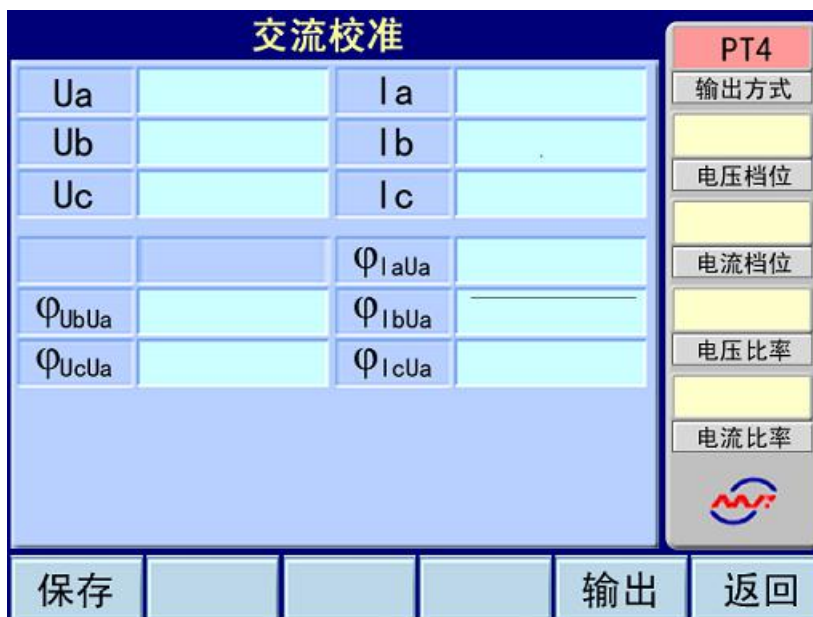 交流校准
PT4
输出方式
Ua Ia
Ub Ib
Uc Ic
φIaUa
φUbUa φIbUa
φUcUa φIcUa
电压档位
电流档位
电压比率
电流比率
保存 输出 返回